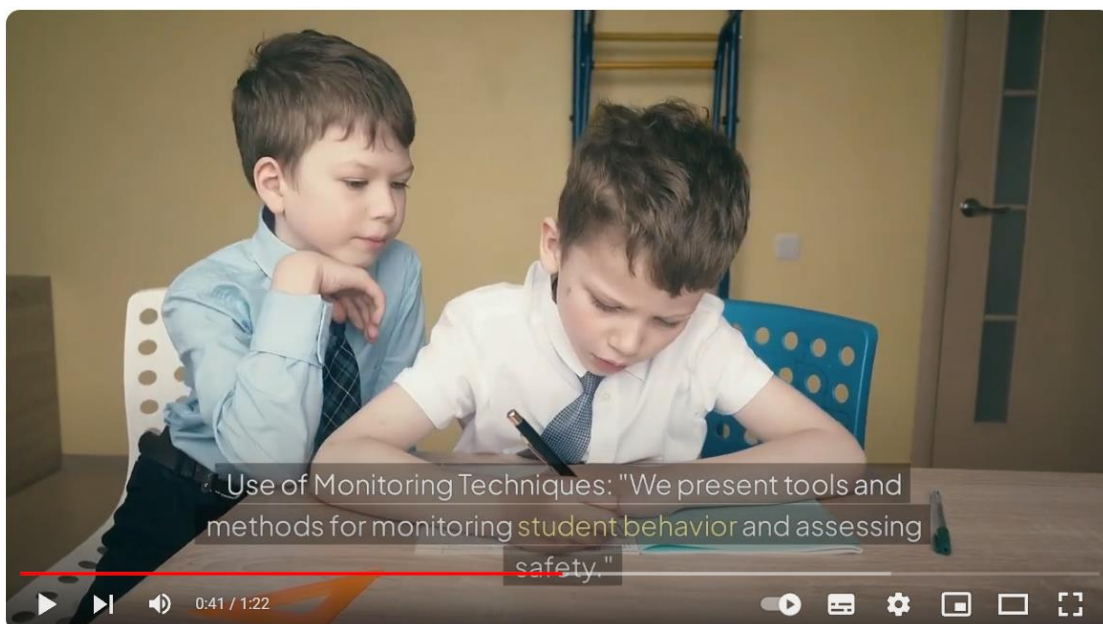 Use of Monitoring Techniques: "We present tools and
methods for monitoring student behavior and assessing
safety."
0:41 / 1:22